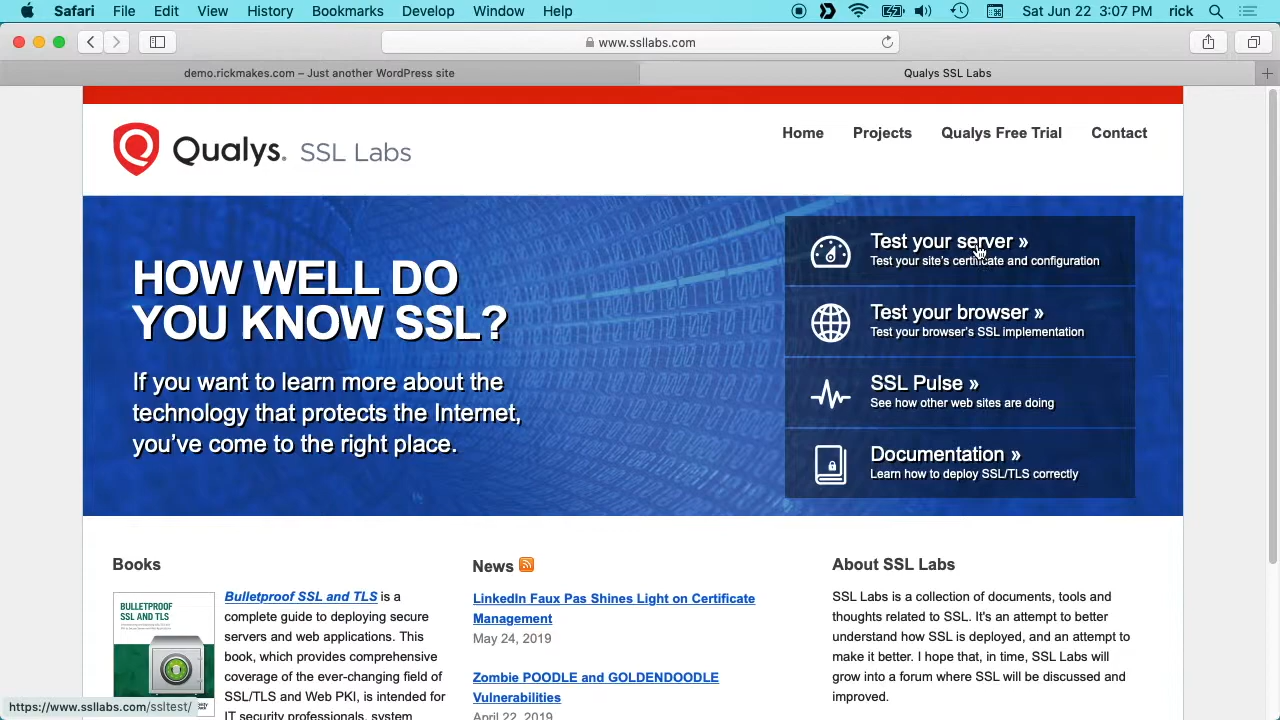 Safari File Edit View History Bookmarks Develop Window Help Sat Jun 22 3:07 PM rick
www.ssllabs.com
demo.rickmakes.com – Just another WordPress site
Qualys SSL Labs
Qualys. SSL Labs
Home Projects Qualys Free Trial Contact
HOW WELL DO
YOU KNOW SSL?
If you want to learn more about the
technology that protects the Internet,
you've come to the right place.
Test your server »
Test your site's certificate and configuration
Test your browser »
Test your browser's SSL implementation
SSL Pulse »
See how other web sites are doing
Documentation »
Learn how to deploy SSL/TLS correctly
Books
BULLETPROOF
SSL AND TLS
Bulletproof SSL and TLS is a
complete guide to deploying secure
servers and web applications. This
book, which provides comprehensive
coverage of the ever-changing field of
SSL/TLS and Web PKI, is intended for
IT security professionals, system
News
LinkedIn Faux Pas Shines Light on Certificate
Management
May 24, 2019
Zombie POODLE and GOLDENDOODLE
Vulnerabilities
April 22, 2019
About SSL Labs
SSL Labs is a collection of documents, tools and
thoughts related to SSL. It's an attempt to better
understand how SSL is deployed, and an attempt to
make it better. I hope that, in time, SSL Labs will
grow into a forum where SSL will be discussed and
improved.
https://www.ssllabs.com/ssltest/